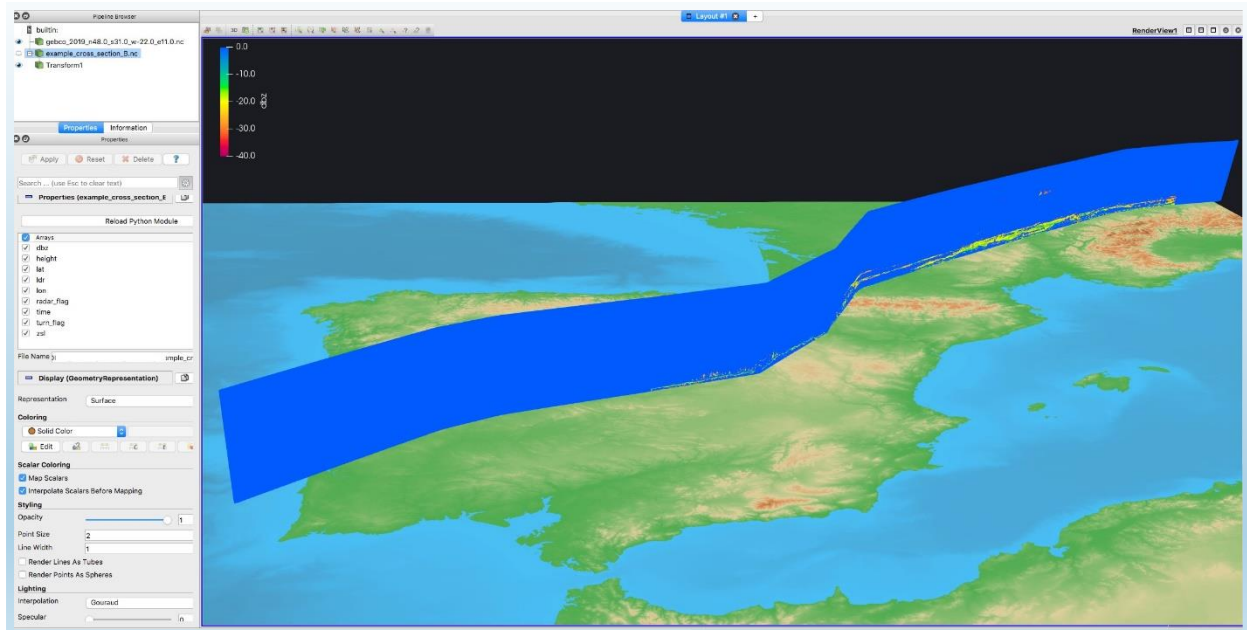 Pipeline Browser
builtin:
gebco_2019_n48.0_s31.0_w-22.0_e11.0.nc
example_cross_section_B.nc
Transform1
Properties Information
Properties
Apply Reset Delete ?
Search ... (use Esc to clear text)
Properties (example_cross_section_E
Reload Python Module
Arrays
dbz
height
lat
ldr
lon
radar_flag
time
turn_flag
zsl
File Name
Display (GeometryRepresentation)
Representation Surface
Coloring
Solid Color
Edit
Scalar Coloring
Map Scalars
Interpolate Scalars Before Mapping
Styling
Opacity 1
Point Size 2
Line Width 1
Render Lines As Tubes
Render Points As Spheres
Lighting
Interpolation Gouraud
Specular
Layout #1 +
3D
RenderView1
0.0
-10.0
-20.0
-30.0
-40.0
dbz